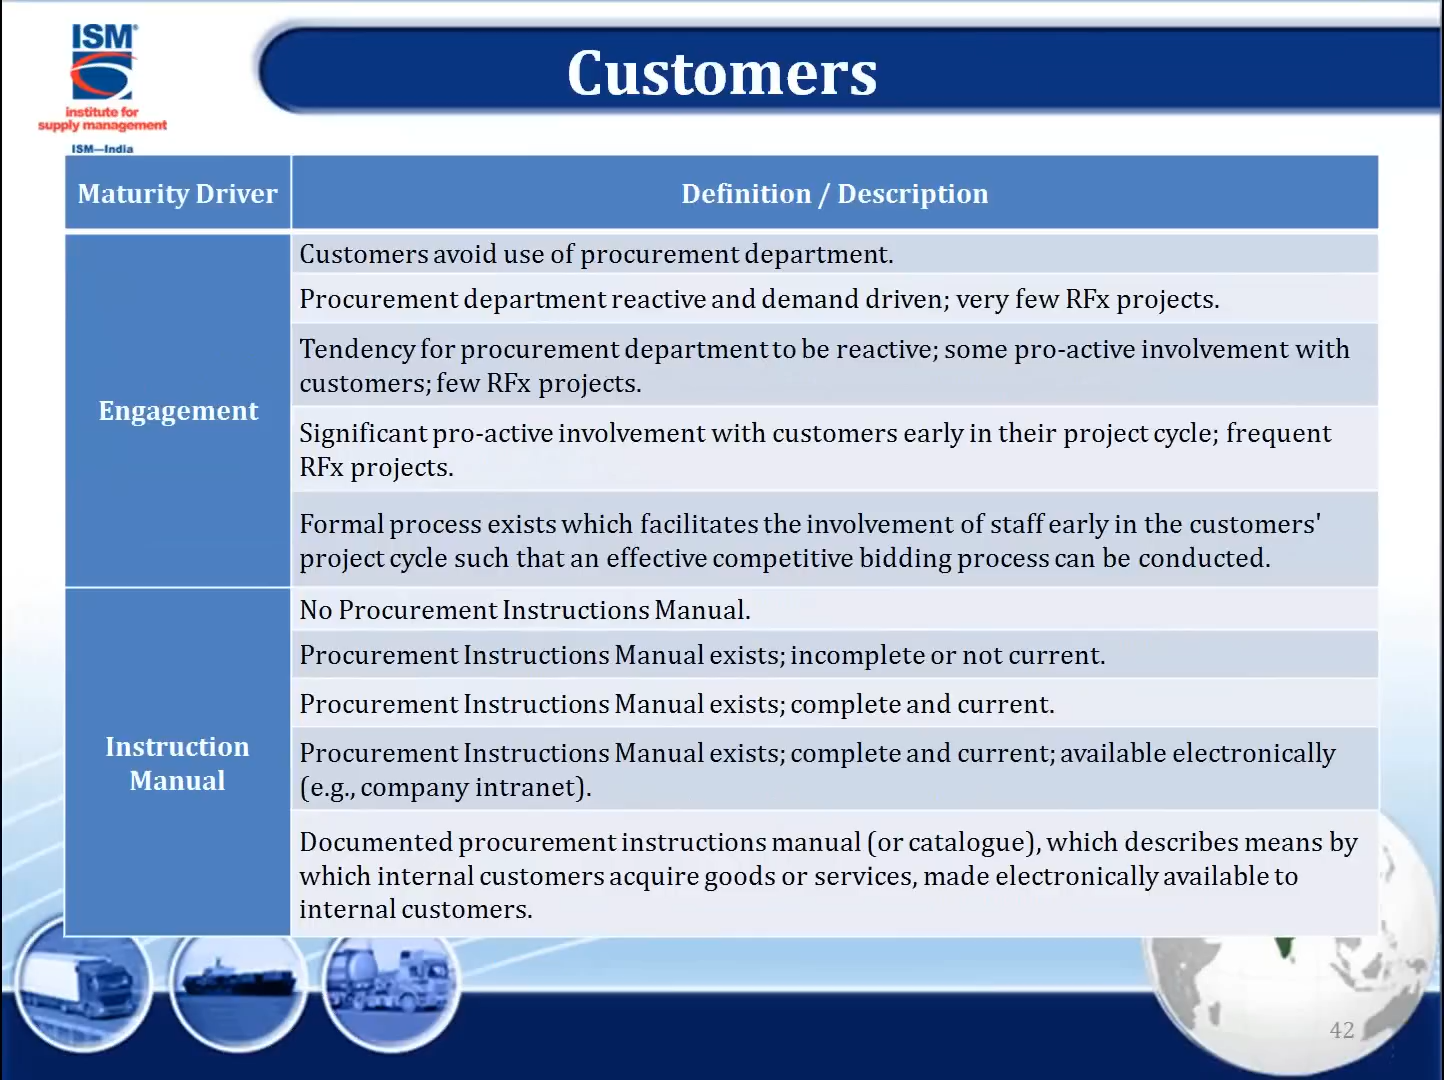 ISM®
institute for
supply management
ISM—India
Customers
Maturity Driver
Definition / Description
Engagement
Customers avoid use of procurement department.
Procurement department reactive and demand driven; very few RFx projects.
Tendency for procurement department to be reactive; some pro-active involvement with
customers; few RFx projects.
Significant pro-active involvement with customers early in their project cycle; frequent
RFx projects.
Formal process exists which facilitates the involvement of staff early in the customers'
project cycle such that an effective competitive bidding process can be conducted.
Instruction
Manual
No Procurement Instructions Manual.
Procurement Instructions Manual exists; incomplete or not current.
Procurement Instructions Manual exists; complete and current.
Procurement Instructions Manual exists; complete and current; available electronically
(e.g., company intranet).
Documented procurement instructions manual (or catalogue), which describes means by
which internal customers acquire goods or services, made electronically available to
internal customers.
42